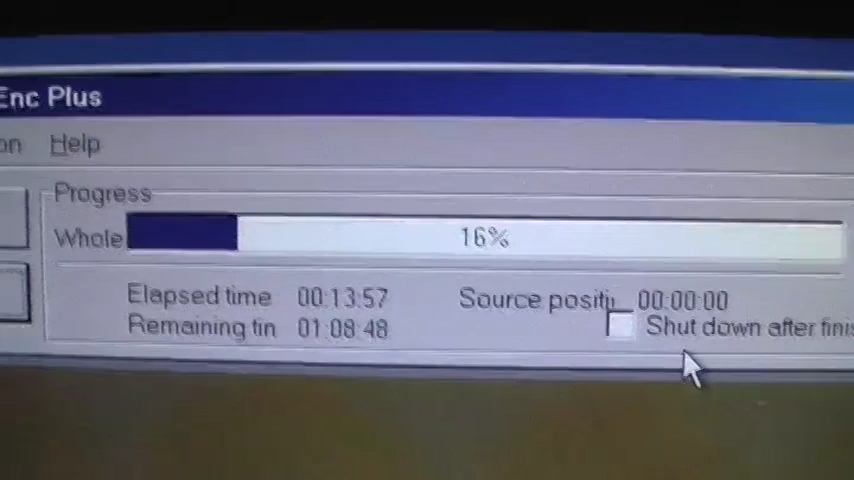 Enc Plus
on Help
Progress
Whole 16%
Elapsed time 00:13:57 Source positi 00:00:00
Remaining tin 01:08:48 Shut down after finis